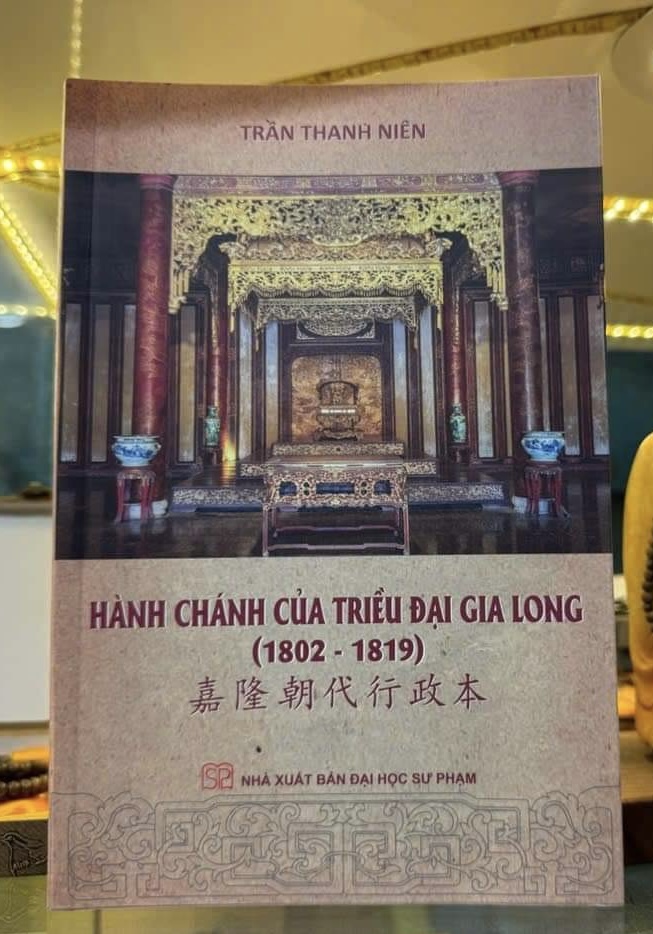 TRẦN THANH NIÊN
HÀNH CHÁNH CỦA TRIỀU ĐẠI GIA LONG
(1802 - 1819)
嘉隆朝代行政本
NHÀ XUẤT BẢN ĐẠI HỌC SƯ PHẠM